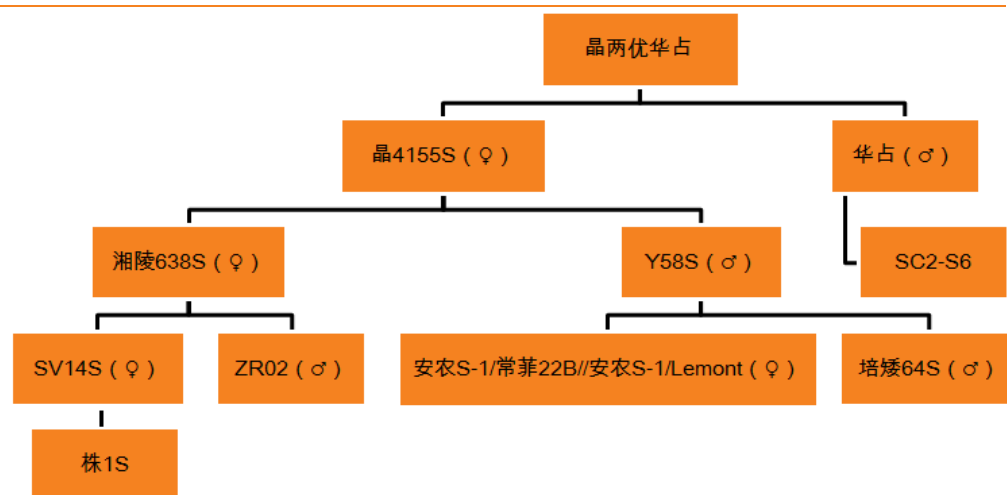 晶两优华占
晶4155S（♀）
华占（♂）
湘陵638S（♀）
Y58S（♂）
SC2-S6
SV14S（♀）
ZR02（♂）
安农S-1/常菲22B//安农S-1/Lemont（♀）
培矮64S（♂）
株1S